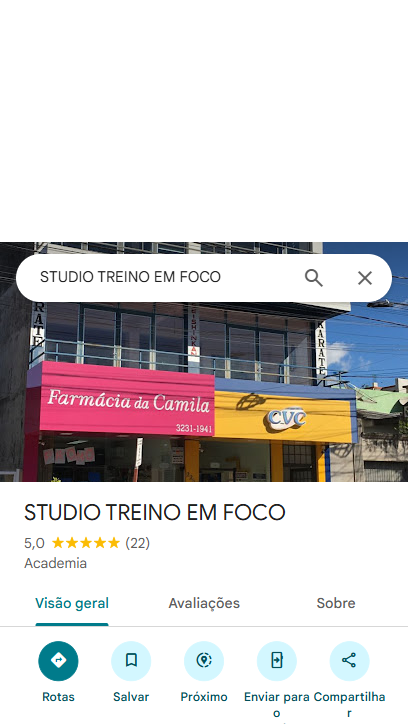 STUDIO TREINO EM FOCO
KARATE
Farmácia da Camila
3231-1941
CVC
STUDIO TREINO EM FOCO
5,0 (22)
Academia
Visão geral Avaliações Sobre
Rotas Salvar Próximo Enviar para o Compartilhar